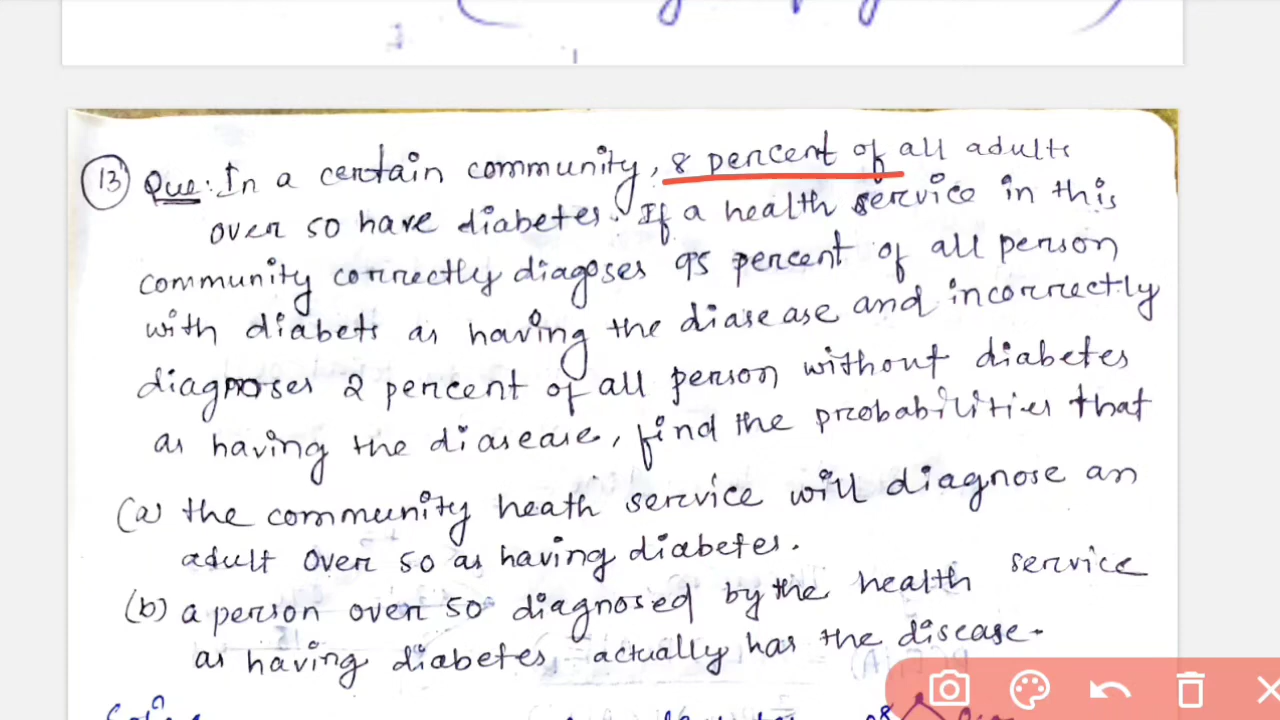 13 Que: In a certain community, 8 percent of all adults
over 50 have diabetes. If a health service in this
community correctly diagoses 95 percent of all person
with diabets as having the disease and incorrectly
diagnoses 2 percent of all person without diabetes
as having the diasease, find the probabilities that
(a) the community heath service will diagnose an
adult over 50 as having diabetes.
(b) a person over 50 diagnosed by the health service
as having diabetes actually has the disease.